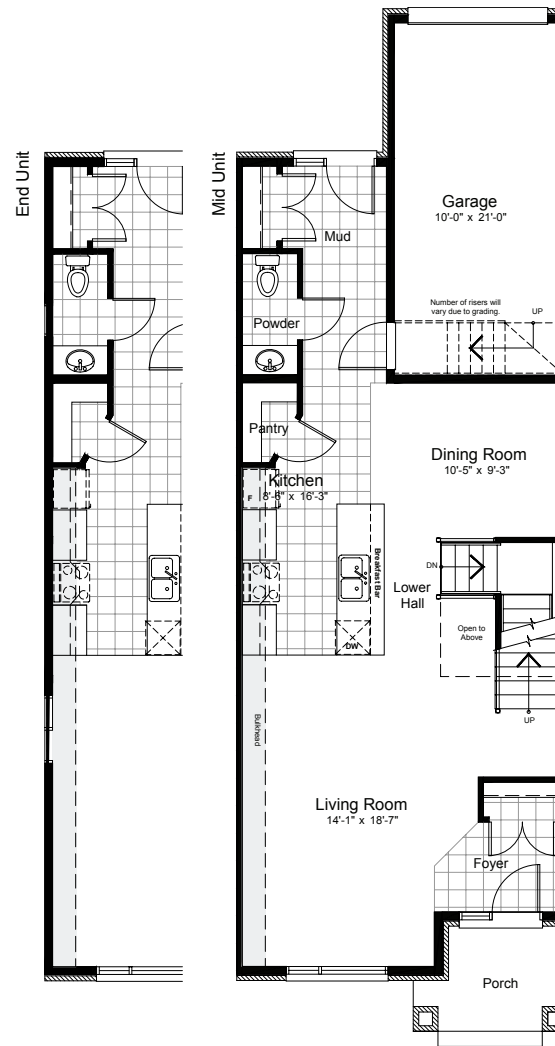 End Unit
Mid Unit
Garage
10'-0" x 21'-0"
Mud
Number of risers will
vary due to grading.
UP
Powder
Pantry
Dining Room
10'-5" x 9'-3"
Kitchen
8'-6" x 16'-3"
F
Breakfast Bar
DN
Lower
Hall
Open to
Above
DW
UP
Bulkhead
Living Room
14'-1" x 18'-7"
Foyer
Porch